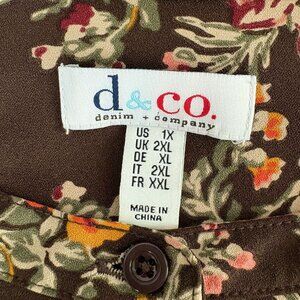 d&co.
denim + company
US 1X
UK 2XL
DE XL
IT 2XL
FR XXL
MADE IN
CHINA